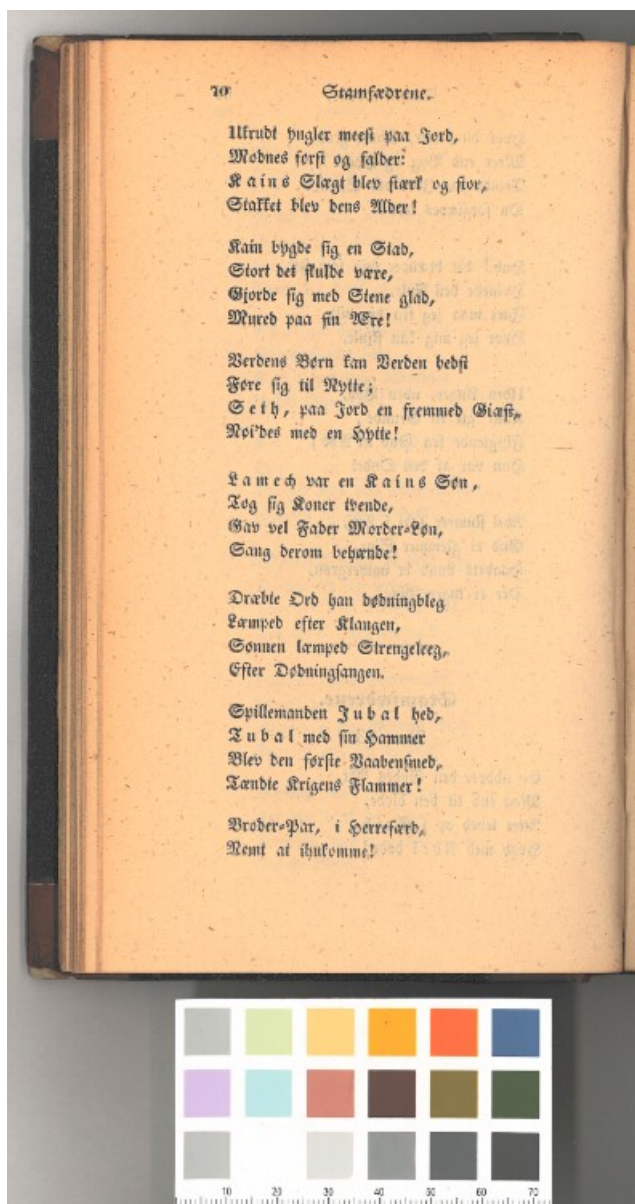 10 Stamfædrene.
Ukrudt yngler meest paa Jord,
Modnes først og falder:
Kains Slægt blev stærk og stor,
Stakket blev dens Alder!
Kain bygde sig en Stad,
Stort det skulde være,
Gjorde sig med Stene glad,
Mured paa sin Ære!
Verdens Børn kan Verden bedst
Føre sig til Nytte;
Seth, paa Jord en fremmed Giæst,
Nøi'des med en Hytte!
Lamech var en Kains Søn,
Tog sig Koner tvende,
Gav vel Fader Morder-Løn,
Sang derom behænde!
Dræbte Ord han dødningbleg
Læmped efter Klangen,
Sønnen læmped Strengeleeg,
Efter Dødningsangen.
Spillemanden Jubal hed,
Tubal med sin Hammer
Blev den første Vaabensmed,
Tændte Krigens Flammer!
Broder-Par, i Herrefærd,
Nemt at ihukomme!
10 20 30 40 50 60 70